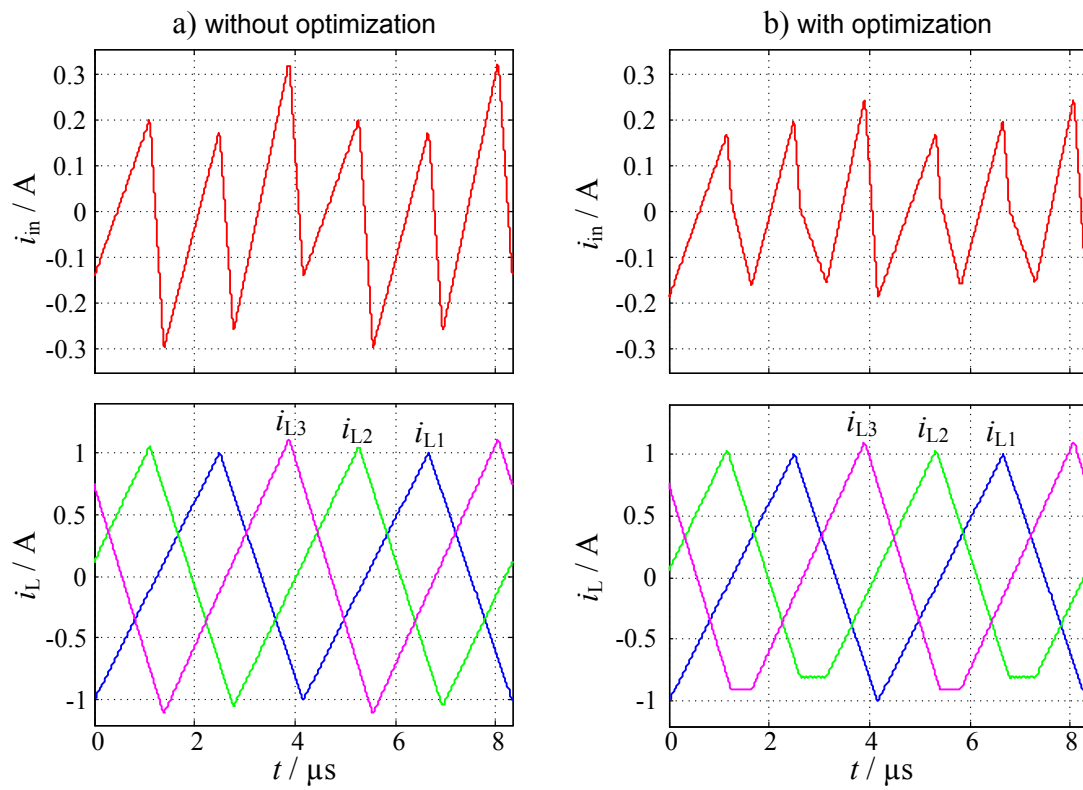 a) without optimization
0.3
0.2
0.1
0
-0.1
-0.2
-0.3
i_in / A
1
0.5
0
-0.5
-1
i_L / A
i_L3
i_L2
i_L1
0 2 4 6 8
t / µs
b) with optimization
0.3
0.2
0.1
0
-0.1
-0.2
-0.3
i_in / A
1
0.5
0
-0.5
-1
i_L / A
i_L3
i_L2
i_L1
0 2 4 6 8
t / µs